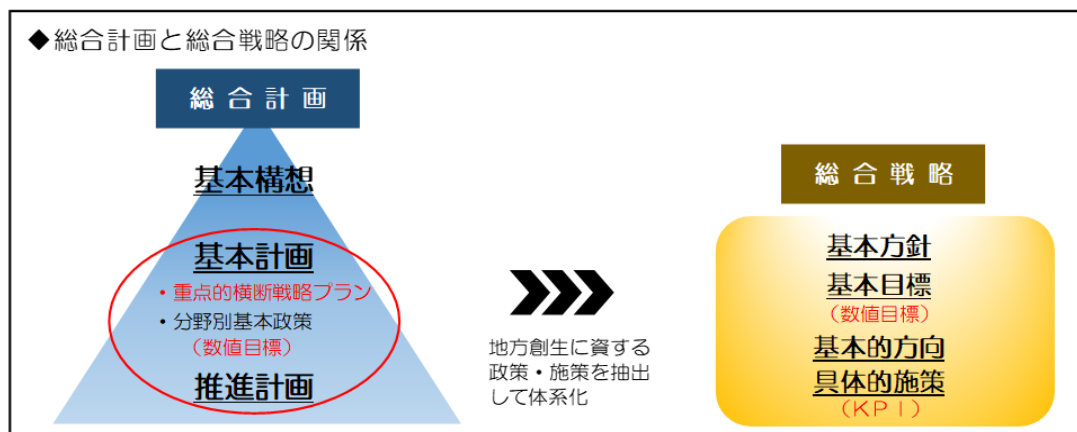 ◆総合計画と総合戦略の関係
総合計画
基本構想
基本計画
・重点的横断戦略プラン
・分野別基本政策
（数値目標）
推進計画
地方創生に資する
政策・施策を抽出
して体系化
総合戦略
基本方針
基本目標
（数値目標）
基本的方向
具体的施策
（ＫＰＩ）